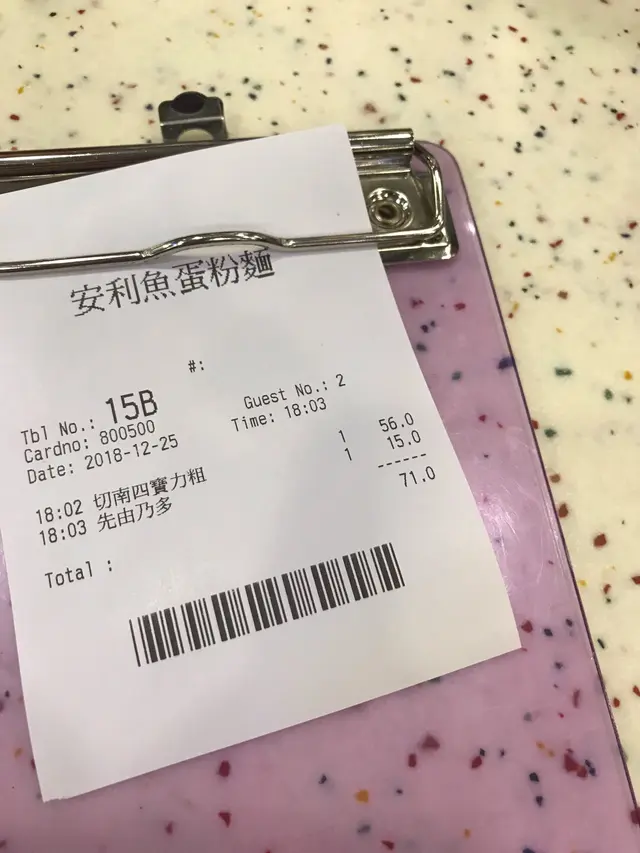 安利魚蛋粉麵
#:
Tbl No.: 15B Guest No.: 2
Cardno: 800500 Time: 18:03
Date: 2018-12-25
18:02 切南四寶力粗 1 56.0
18:03 先由乃多 1 15.0
------
71.0
Total :